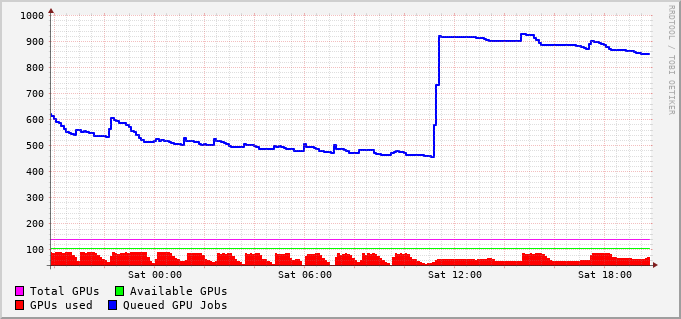 1000
900
800
700
600
500
400
300
200
100
Sat 00:00 Sat 06:00 Sat 12:00 Sat 18:00
Total GPUs Available GPUs
GPUs used Queued GPU Jobs
RRDTOOL / TOBI OETIKER